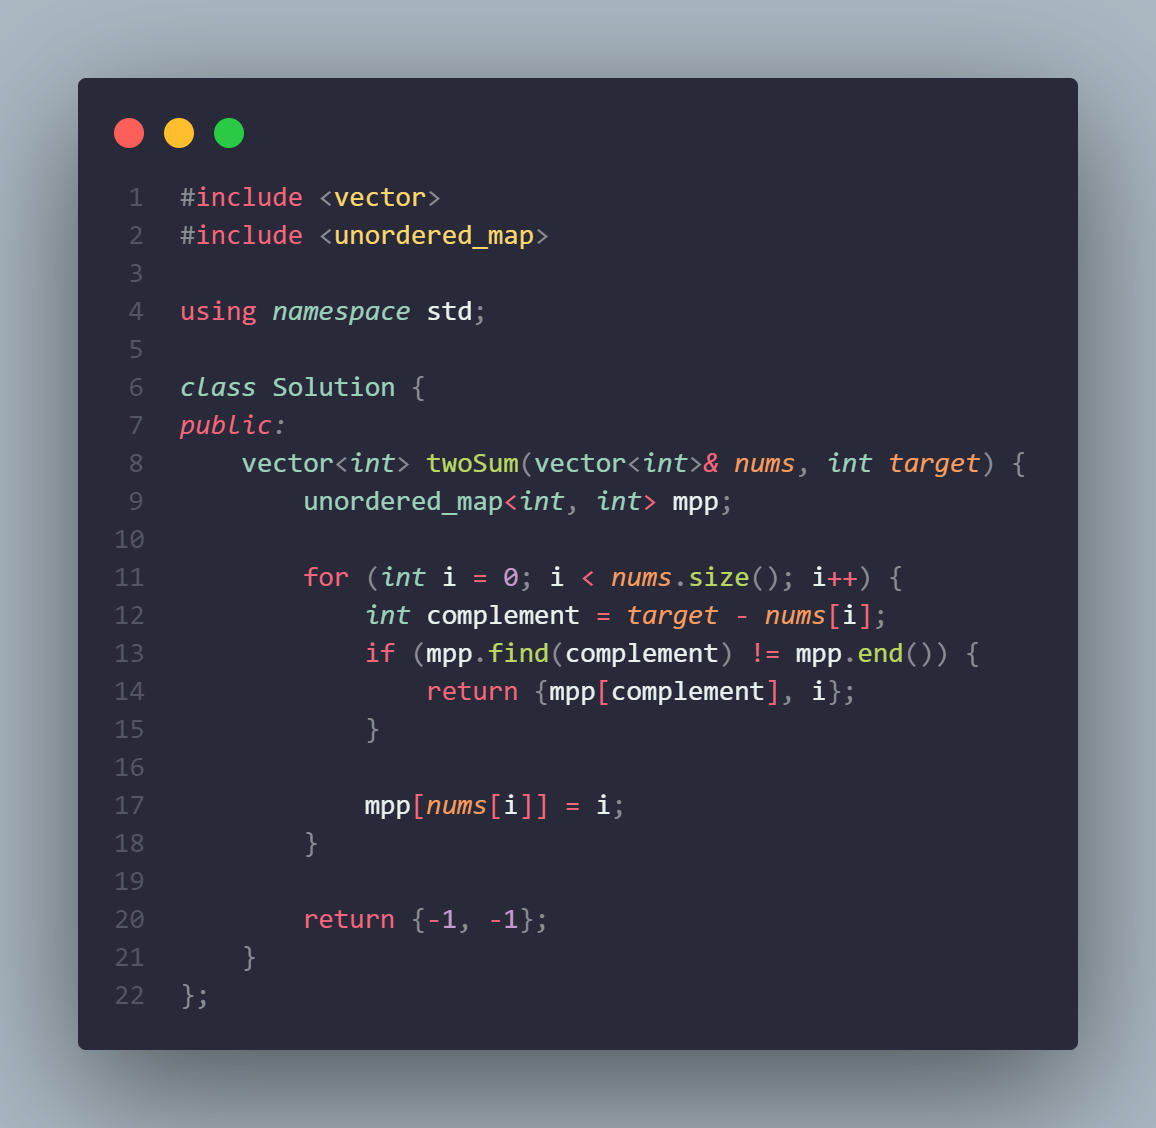 1 #include <vector>
2 #include <unordered_map>
3
4 using namespace std;
5
6 class Solution {
7 public:
8     vector<int> twoSum(vector<int>& nums, int target) {
9         unordered_map<int, int> mpp;
10
11         for (int i = 0; i < nums.size(); i++) {
12             int complement = target - nums[i];
13             if (mpp.find(complement) != mpp.end()) {
14                 return {mpp[complement], i};
15             }
16
17             mpp[nums[i]] = i;
18         }
19
20         return {-1, -1};
21     }
22 };